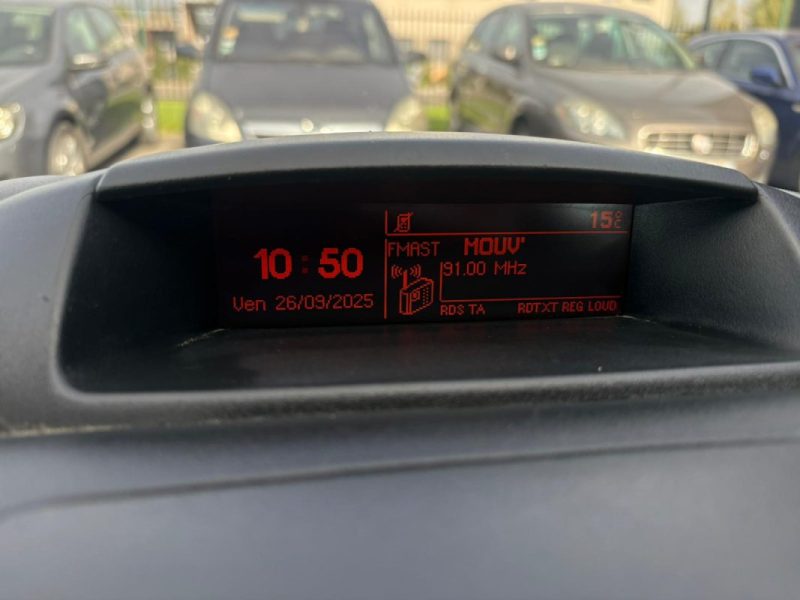 15°C
10:50
FMAST MOUV'
91.00 MHz
Ven 26/09/2025
RDS TA RDTXT REG LOUD